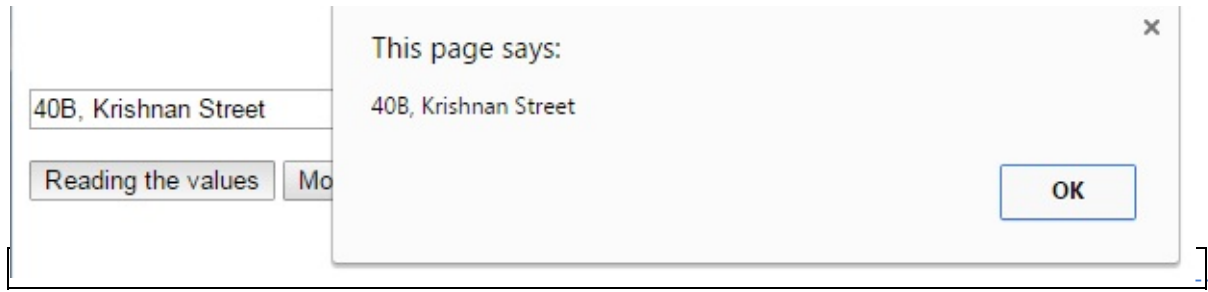 This page says:
40B, Krishnan Street
40B, Krishnan Street
Reading the values
OK